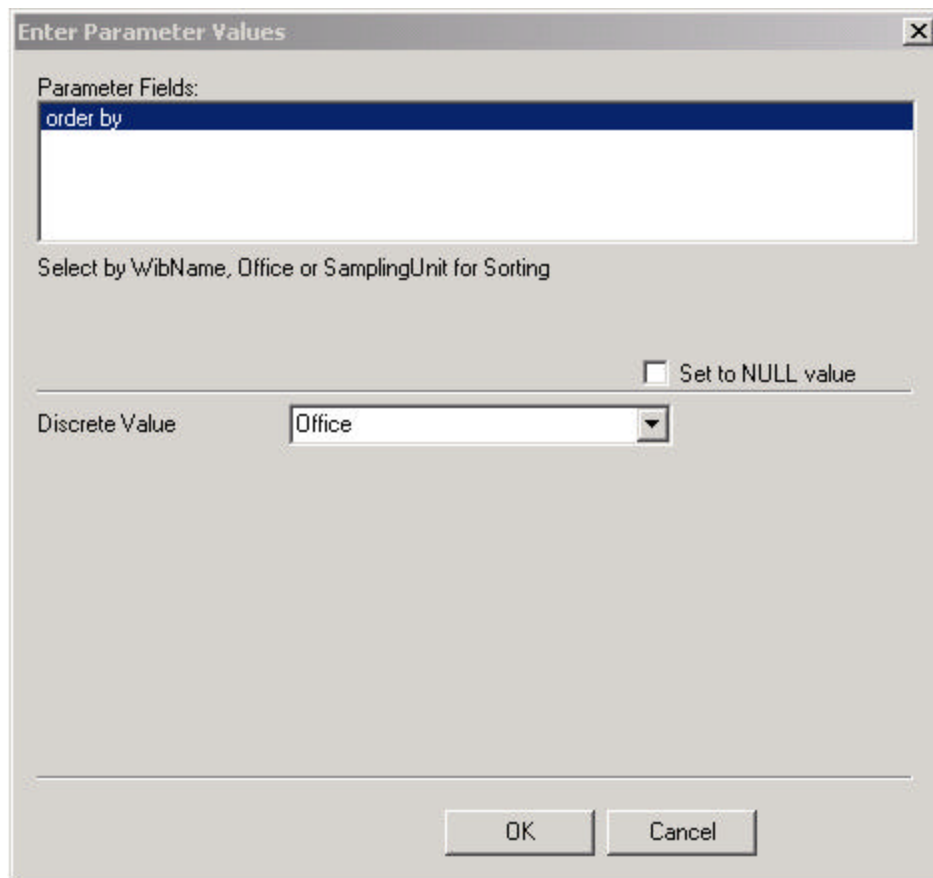 Enter Parameter Values
Parameter Fields:
order by
Select by WibName, Office or SamplingUnit for Sorting
Set to NULL value
Discrete Value Office
OK Cancel